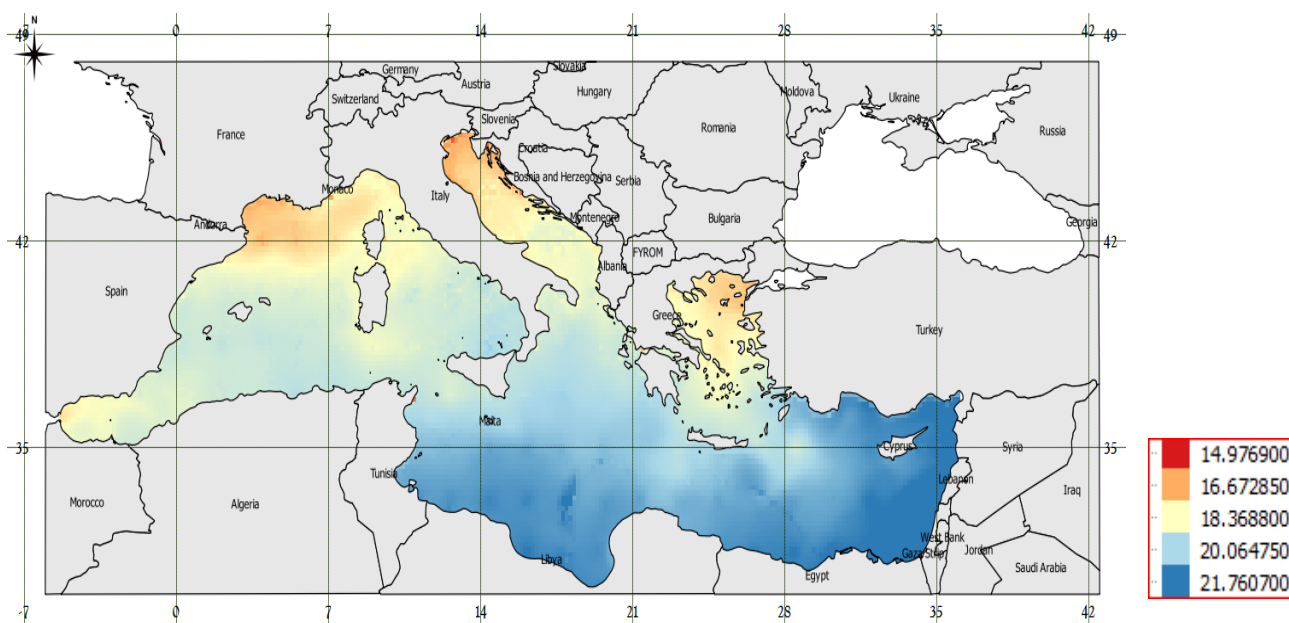 N
-7 0 7 14 21 28 35 42
49 49
Germany
Slovakia
Austria
Switzerland
Hungary
Moldova
Ukraine
Slovenia
France
Romania
Russia
Croatia
Bosnia and Herzegovina
Serbia
Monaco
Italy
Andorra
Montenegro
Bulgaria
Georgia
42 42
FYROM
Albania
Spain
Greece
Turkey
Malta
35 35
Cyprus
Syria
Tunisia
Lebanon
Iraq
Morocco
Algeria
West Bank
Gaza Strip
Jordan
Libya
Egypt
Saudi Arabia
-7 0 7 14 21 28 35 42
14.976900
16.672850
18.368800
20.064750
21.760700